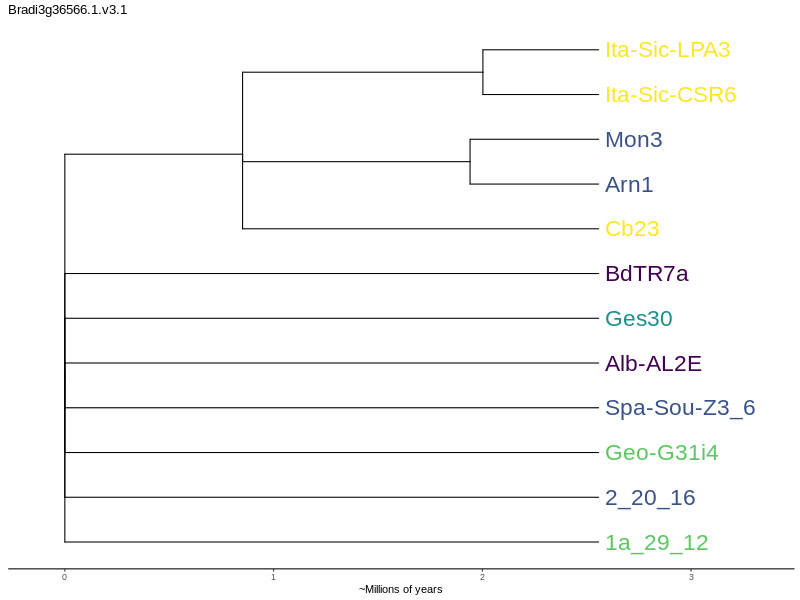 Bradi3g36566.1.v3.1
Ita-Sic-LPA3
Ita-Sic-CSR6
Mon3
Arn1
Cb23
BdTR7a
Ges30
Alb-AL2E
Spa-Sou-Z3_6
Geo-G31i4
2_20_16
1a_29_12
0 1 2 3
~Millions of years